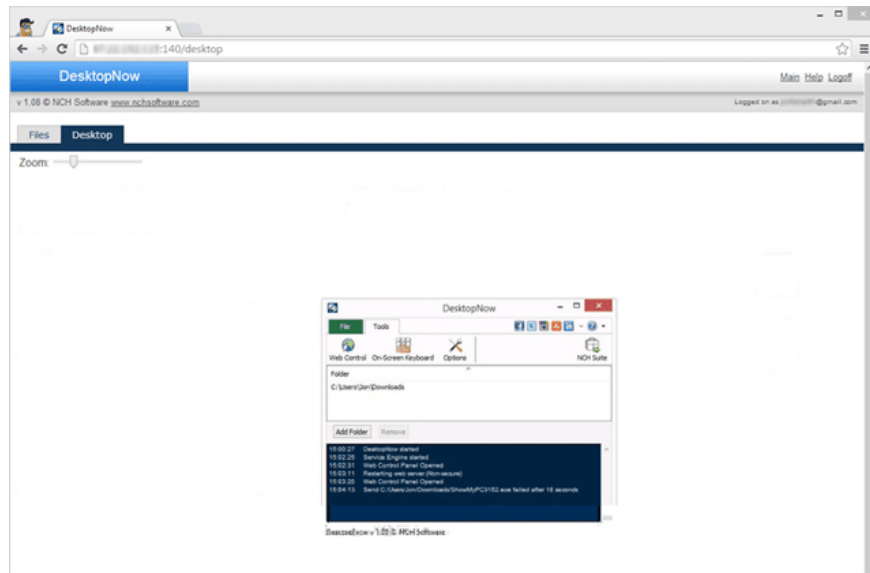 DesktopNow
:140/desktop
DesktopNow
Main Help Logoff
v 1.08 © NCH Software www.nchsoftware.com
Logged on as @gmail.com
Files Desktop
Zoom:
DesktopNow
File Tools
Web Control On-Screen Keyboard Options NCH Suite
Folder
C:\Users\Jon\Downloads
Add Folder Remove
15:00:27 DesktopNow started
15:02:25 Service Engine started
15:02:31 Web Control Panel Opened
15:03:11 Restarting web server (Non-secure)
15:03:20 Web Control Panel Opened
15:04:13 Send C:/Users/Jon/Downloads/ShowMyPC3152.exe failed after 18 seconds
DesktopNow v 1.08 © NCH Software